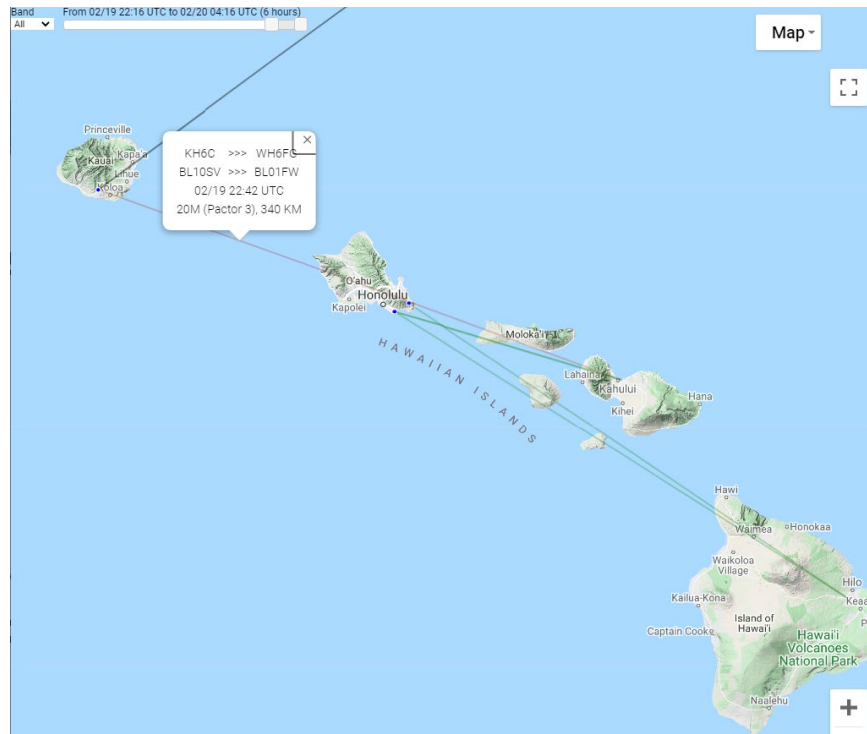 Band
From 02/19 22:16 UTC to 02/20 04:16 UTC (6 hours)
All
Map
Princeville
Kapa'a
Kauai
Lihue
Koloa
KH6C >>> WH6FG
BL10SV >>> BL01FW
02/19 22:42 UTC
20M (Pactor 3), 340 KM
O'ahu
Honolulu
Kapolei
Moloka'i
HAWAIIAN ISLANDS
Lahaina
Kahului
Hana
Kihei
Hawi
Honokaa
Waimea
Waikoloa
Village
Hilo
Kailua-Kona
Keaa
Island of
Hawai'i
P
Captain Cook
Hawai'i
Volcanoes
National Park
Naalehu